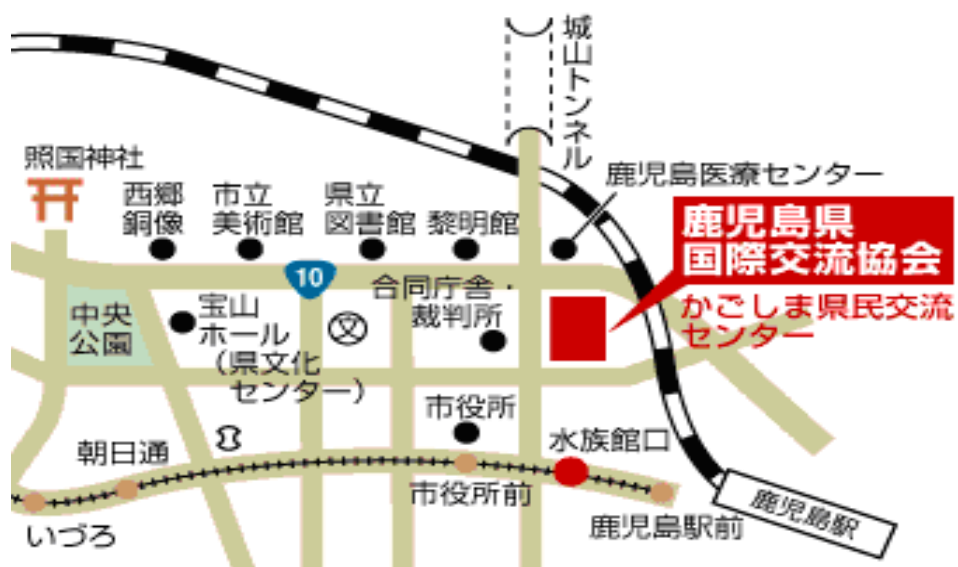 城山トンネル
照国神社
鹿児島医療センター
西郷
銅像
市立
美術館
県立
図書館
黎明館
鹿児島県
国際交流協会
10
合同庁舎・
裁判所
かごしま県民交流
センター
中央
公園
宝山
ホール
(県文化
センター)
文
市役所
水族館口
朝日通
市役所前
鹿児島駅
いづろ
鹿児島駅前